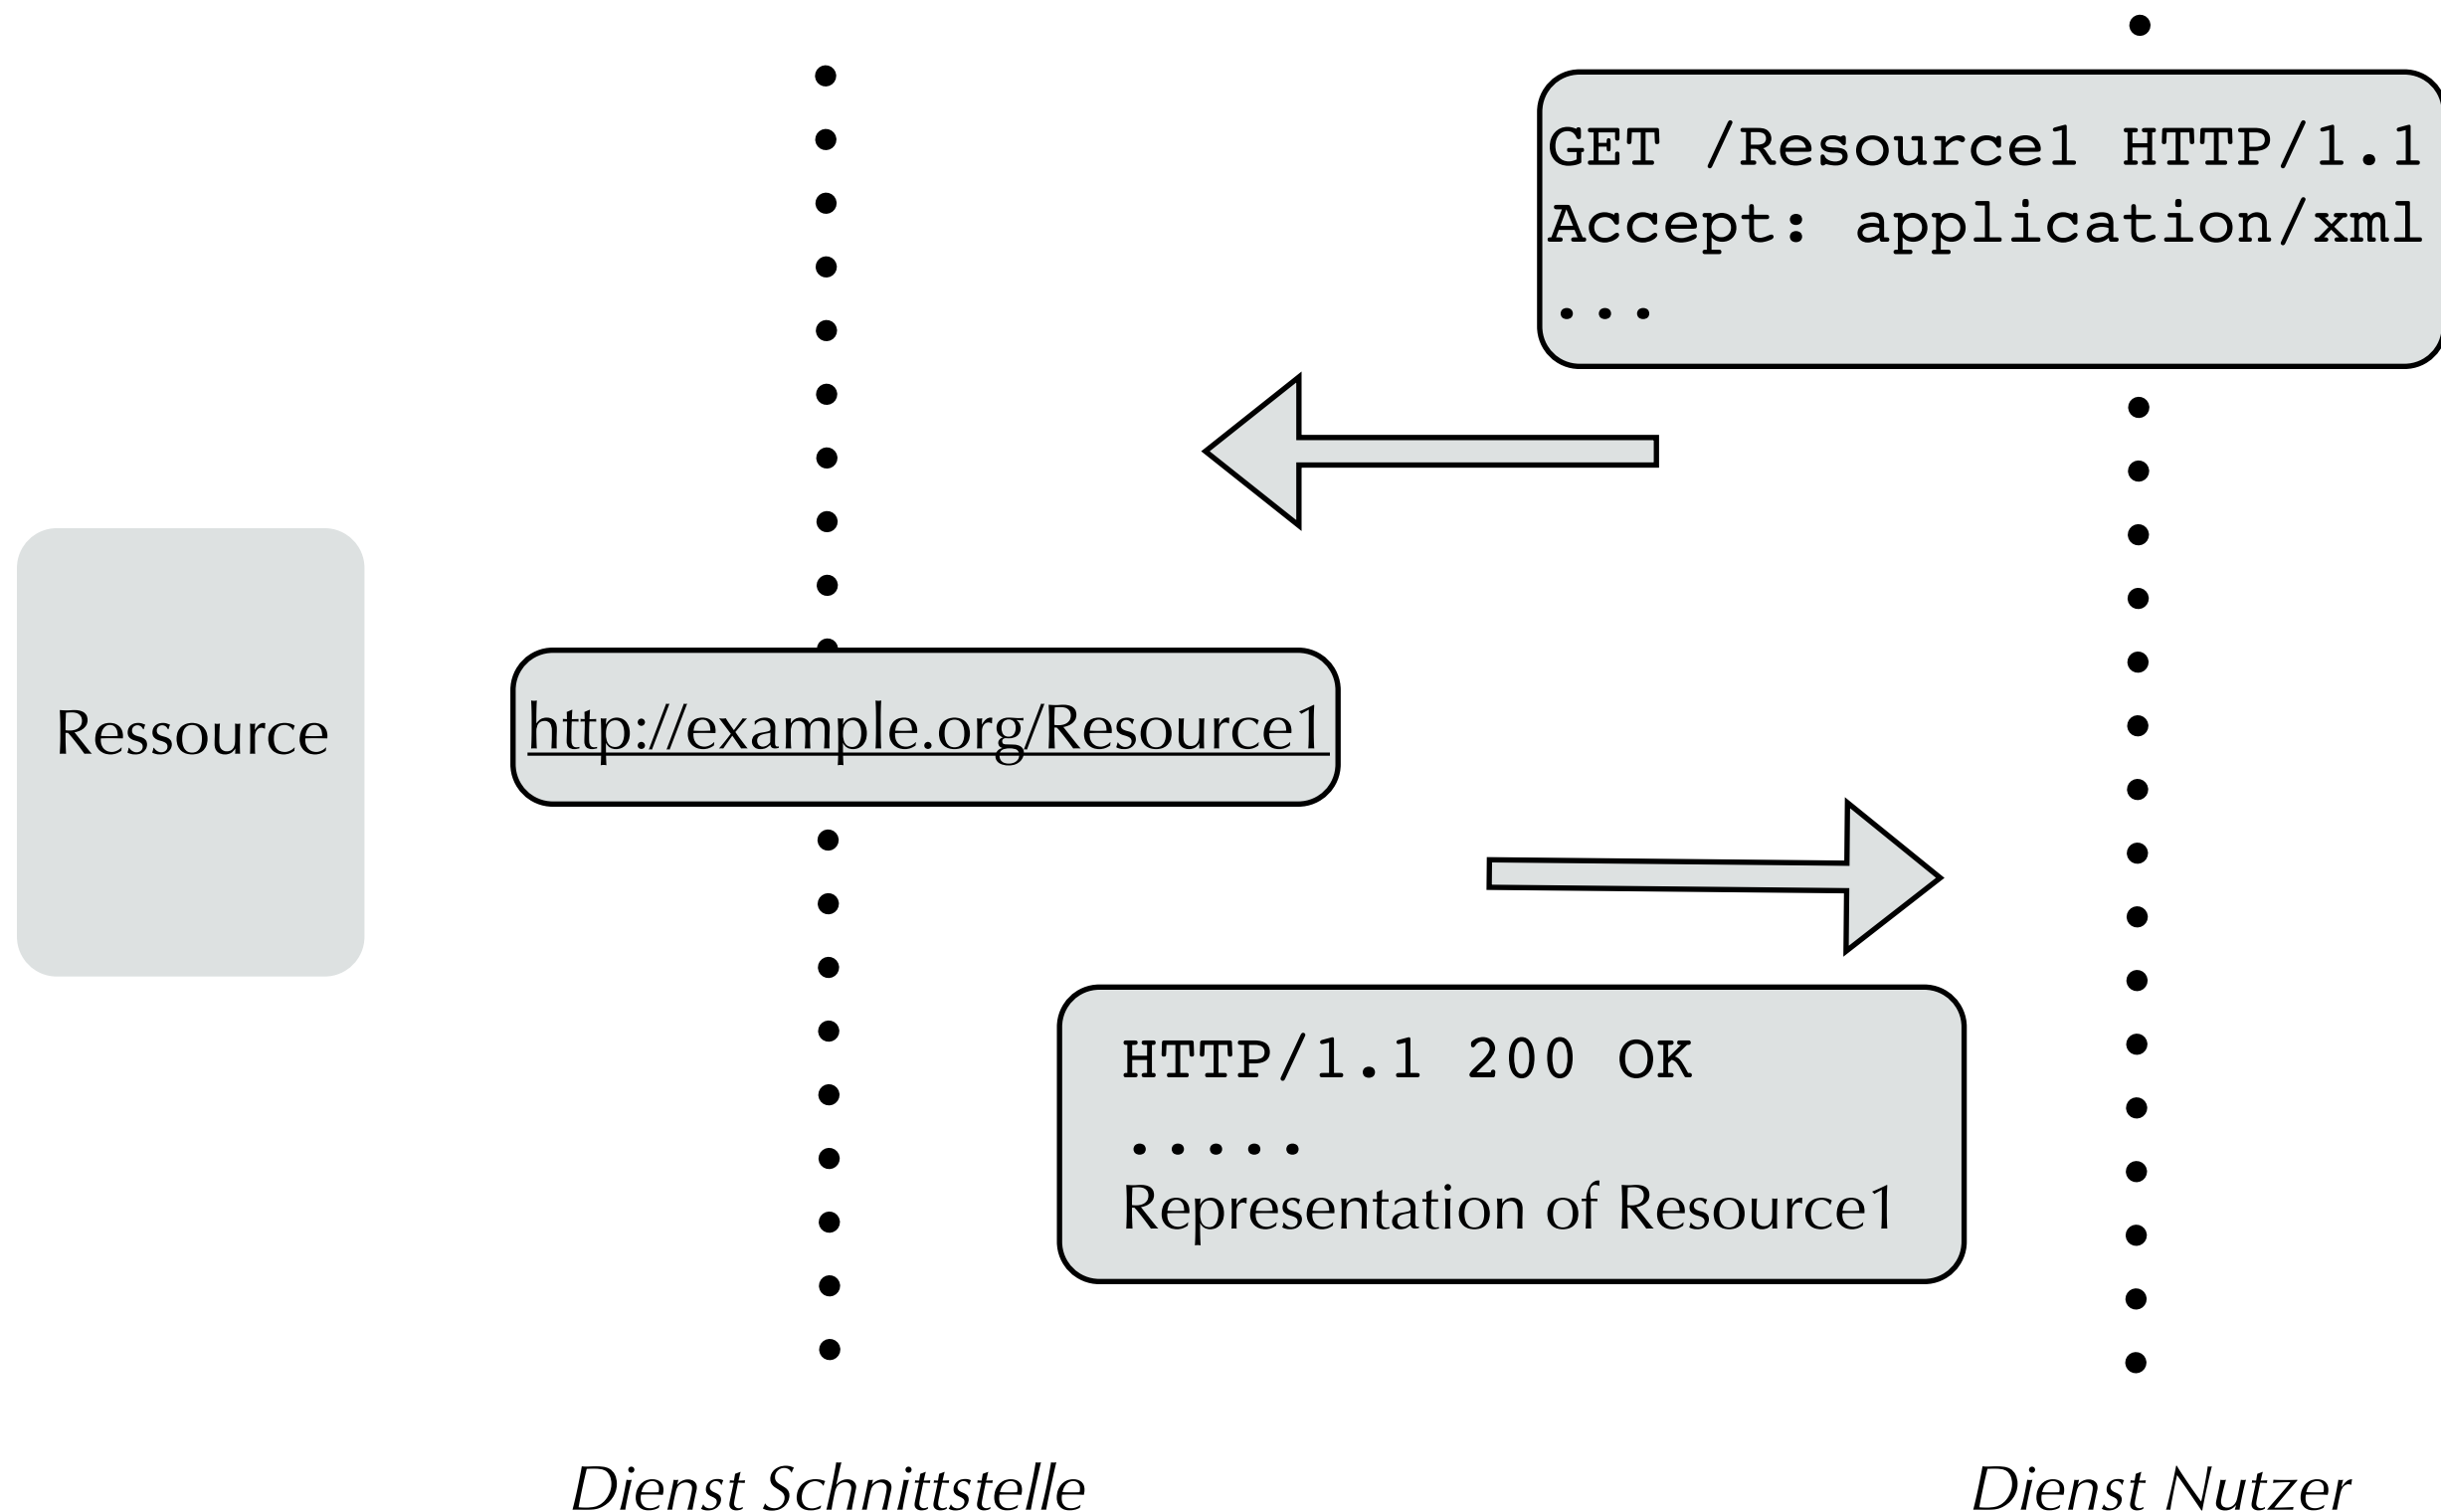 GET /Resource1 HTTP/1.1
Accept: application/xml
...
Ressource
http://example.org/Resource1
HTTP/1.1 200 OK
.....
Representation of Resource1
Dienst Schnittstelle
Dienst Nutzer